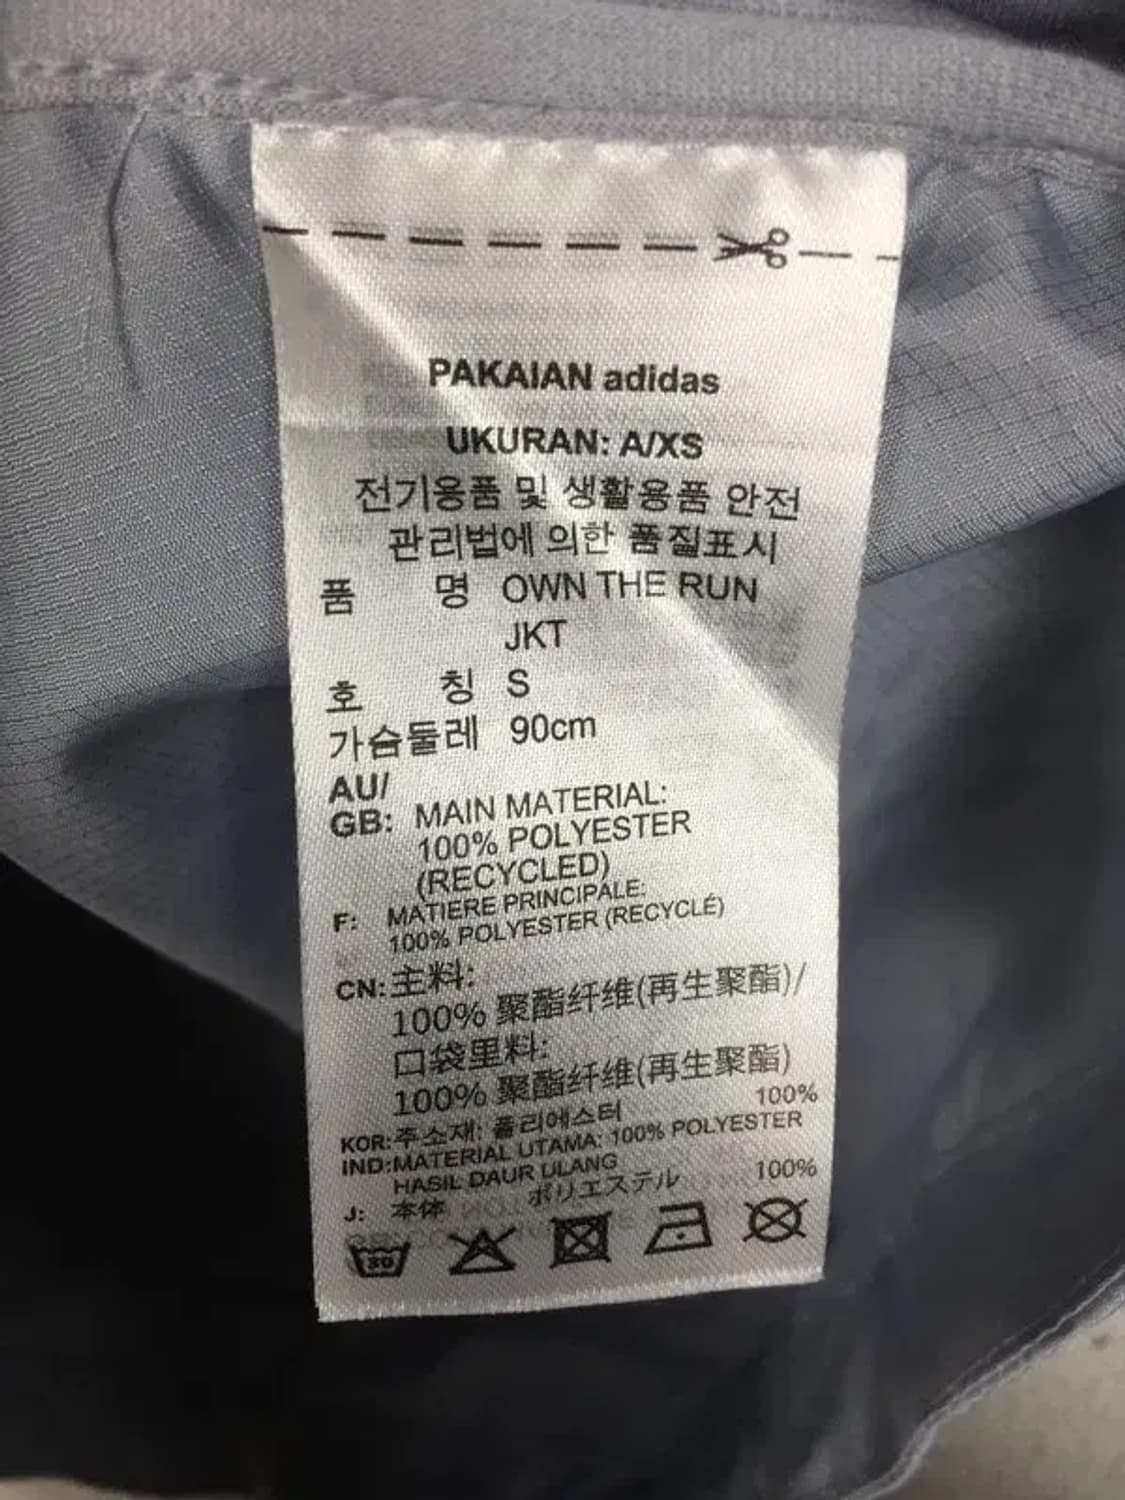 PAKAIAN adidas
UKURAN: A/XS
전기용품 및 생활용품 안전
관리법에 의한 품질표시
품 명 OWN THE RUN
JKT
호 칭 S
가슴둘레 90cm
AU/
GB: MAIN MATERIAL:
100% POLYESTER
(RECYCLED)
F: MATIERE PRINCIPALE:
100% POLYESTER (RECYCLÉ)
CN: 主料:
100% 聚酯纤维(再生聚酯)/
口袋里料:
100% 聚酯纤维(再生聚酯)
KOR: 주소재: 폴리에스터 100%
IND: MATERIAL UTAMA: 100% POLYESTER
HASIL DAUR ULANG
J: 本体 ポリエステル 100%
30